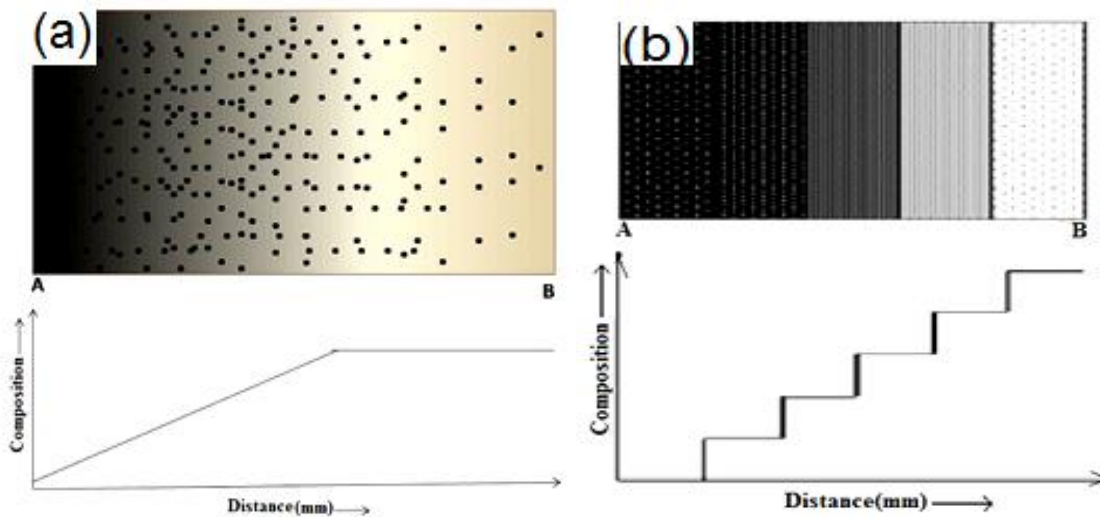 (a)
A
B
Composition
Distance(mm)
(b)
A
B
Composition
Distance(mm)